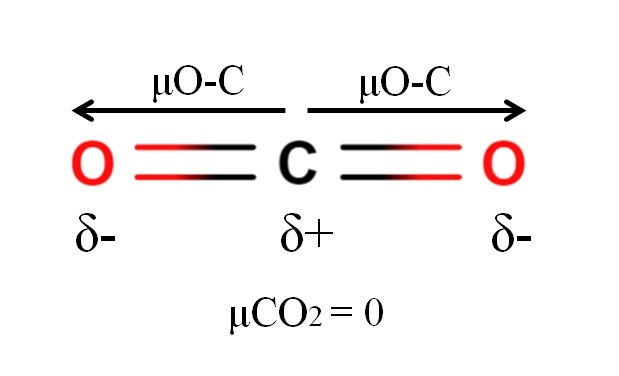 μO-C μO-C
O C O
δ- δ+ δ-
μCO₂ = 0